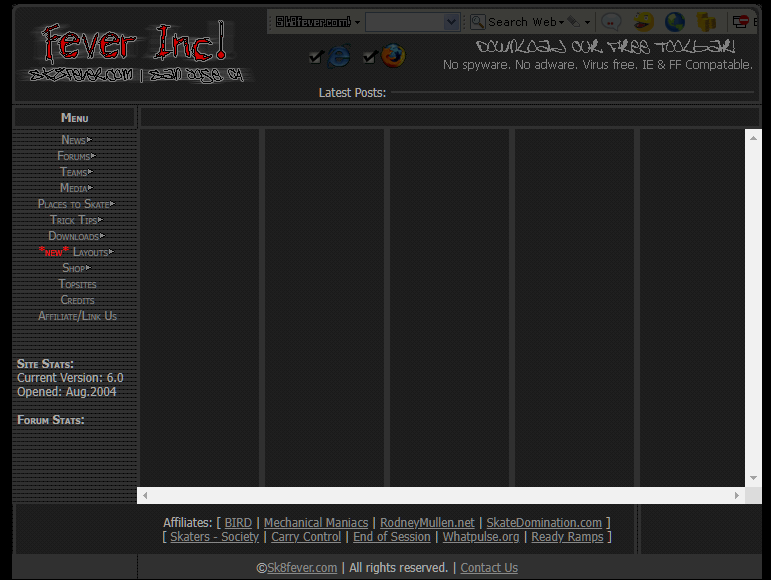 Fever Inc!
sk8fever.com | San Jose, CA
Sk8fever.com!
Search Web
DOWNLOAD OUR FREE TOOLBAR!
No spyware. No adware. Virus free. IE & FF Compatable.
Latest Posts:
Menu
News
Forums
Teams
Media
Places to Skate
Trick Tips
Downloads
*new* Layouts
Shop
Topsites
Credits
Affiliate/Link Us
Site Stats:
Current Version: 6.0
Opened: Aug.2004
Forum Stats:
Affiliates: [ BIRD | Mechanical Maniacs | RodneyMullen.net | SkateDomination.com ]
[ Skaters - Society | Carry Control | End of Session | Whatpulse.org | Ready Ramps ]
©Sk8fever.com | All rights reserved. | Contact Us